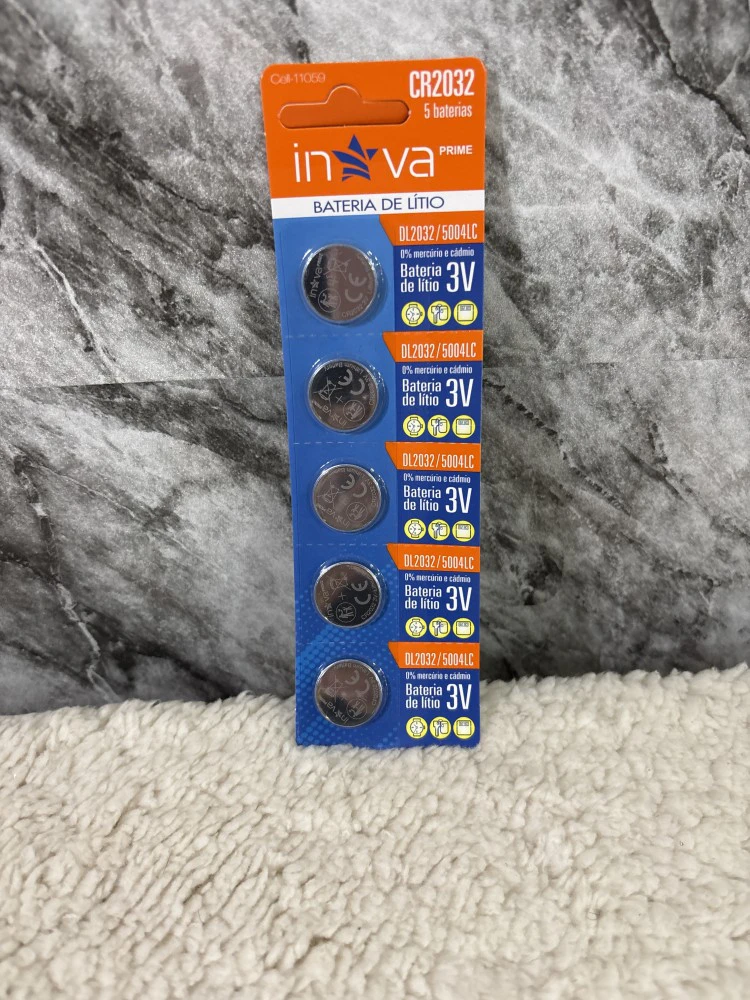 Cell-11059
CR2032
5 baterias
inova PRIME
BATERIA DE LÍTIO
DL2032/5004LC
0% mercúrio e cádmio
Bateria
de lítio 3V
DL2032/5004LC
0% mercúrio e cádmio
Bateria
de lítio 3V
DL2032/5004LC
0% mercúrio e cádmio
Bateria
de lítio 3V
DL2032/5004LC
0% mercúrio e cádmio
Bateria
de lítio 3V
DL2032/5004LC
0% mercúrio e cádmio
Bateria
de lítio 3V